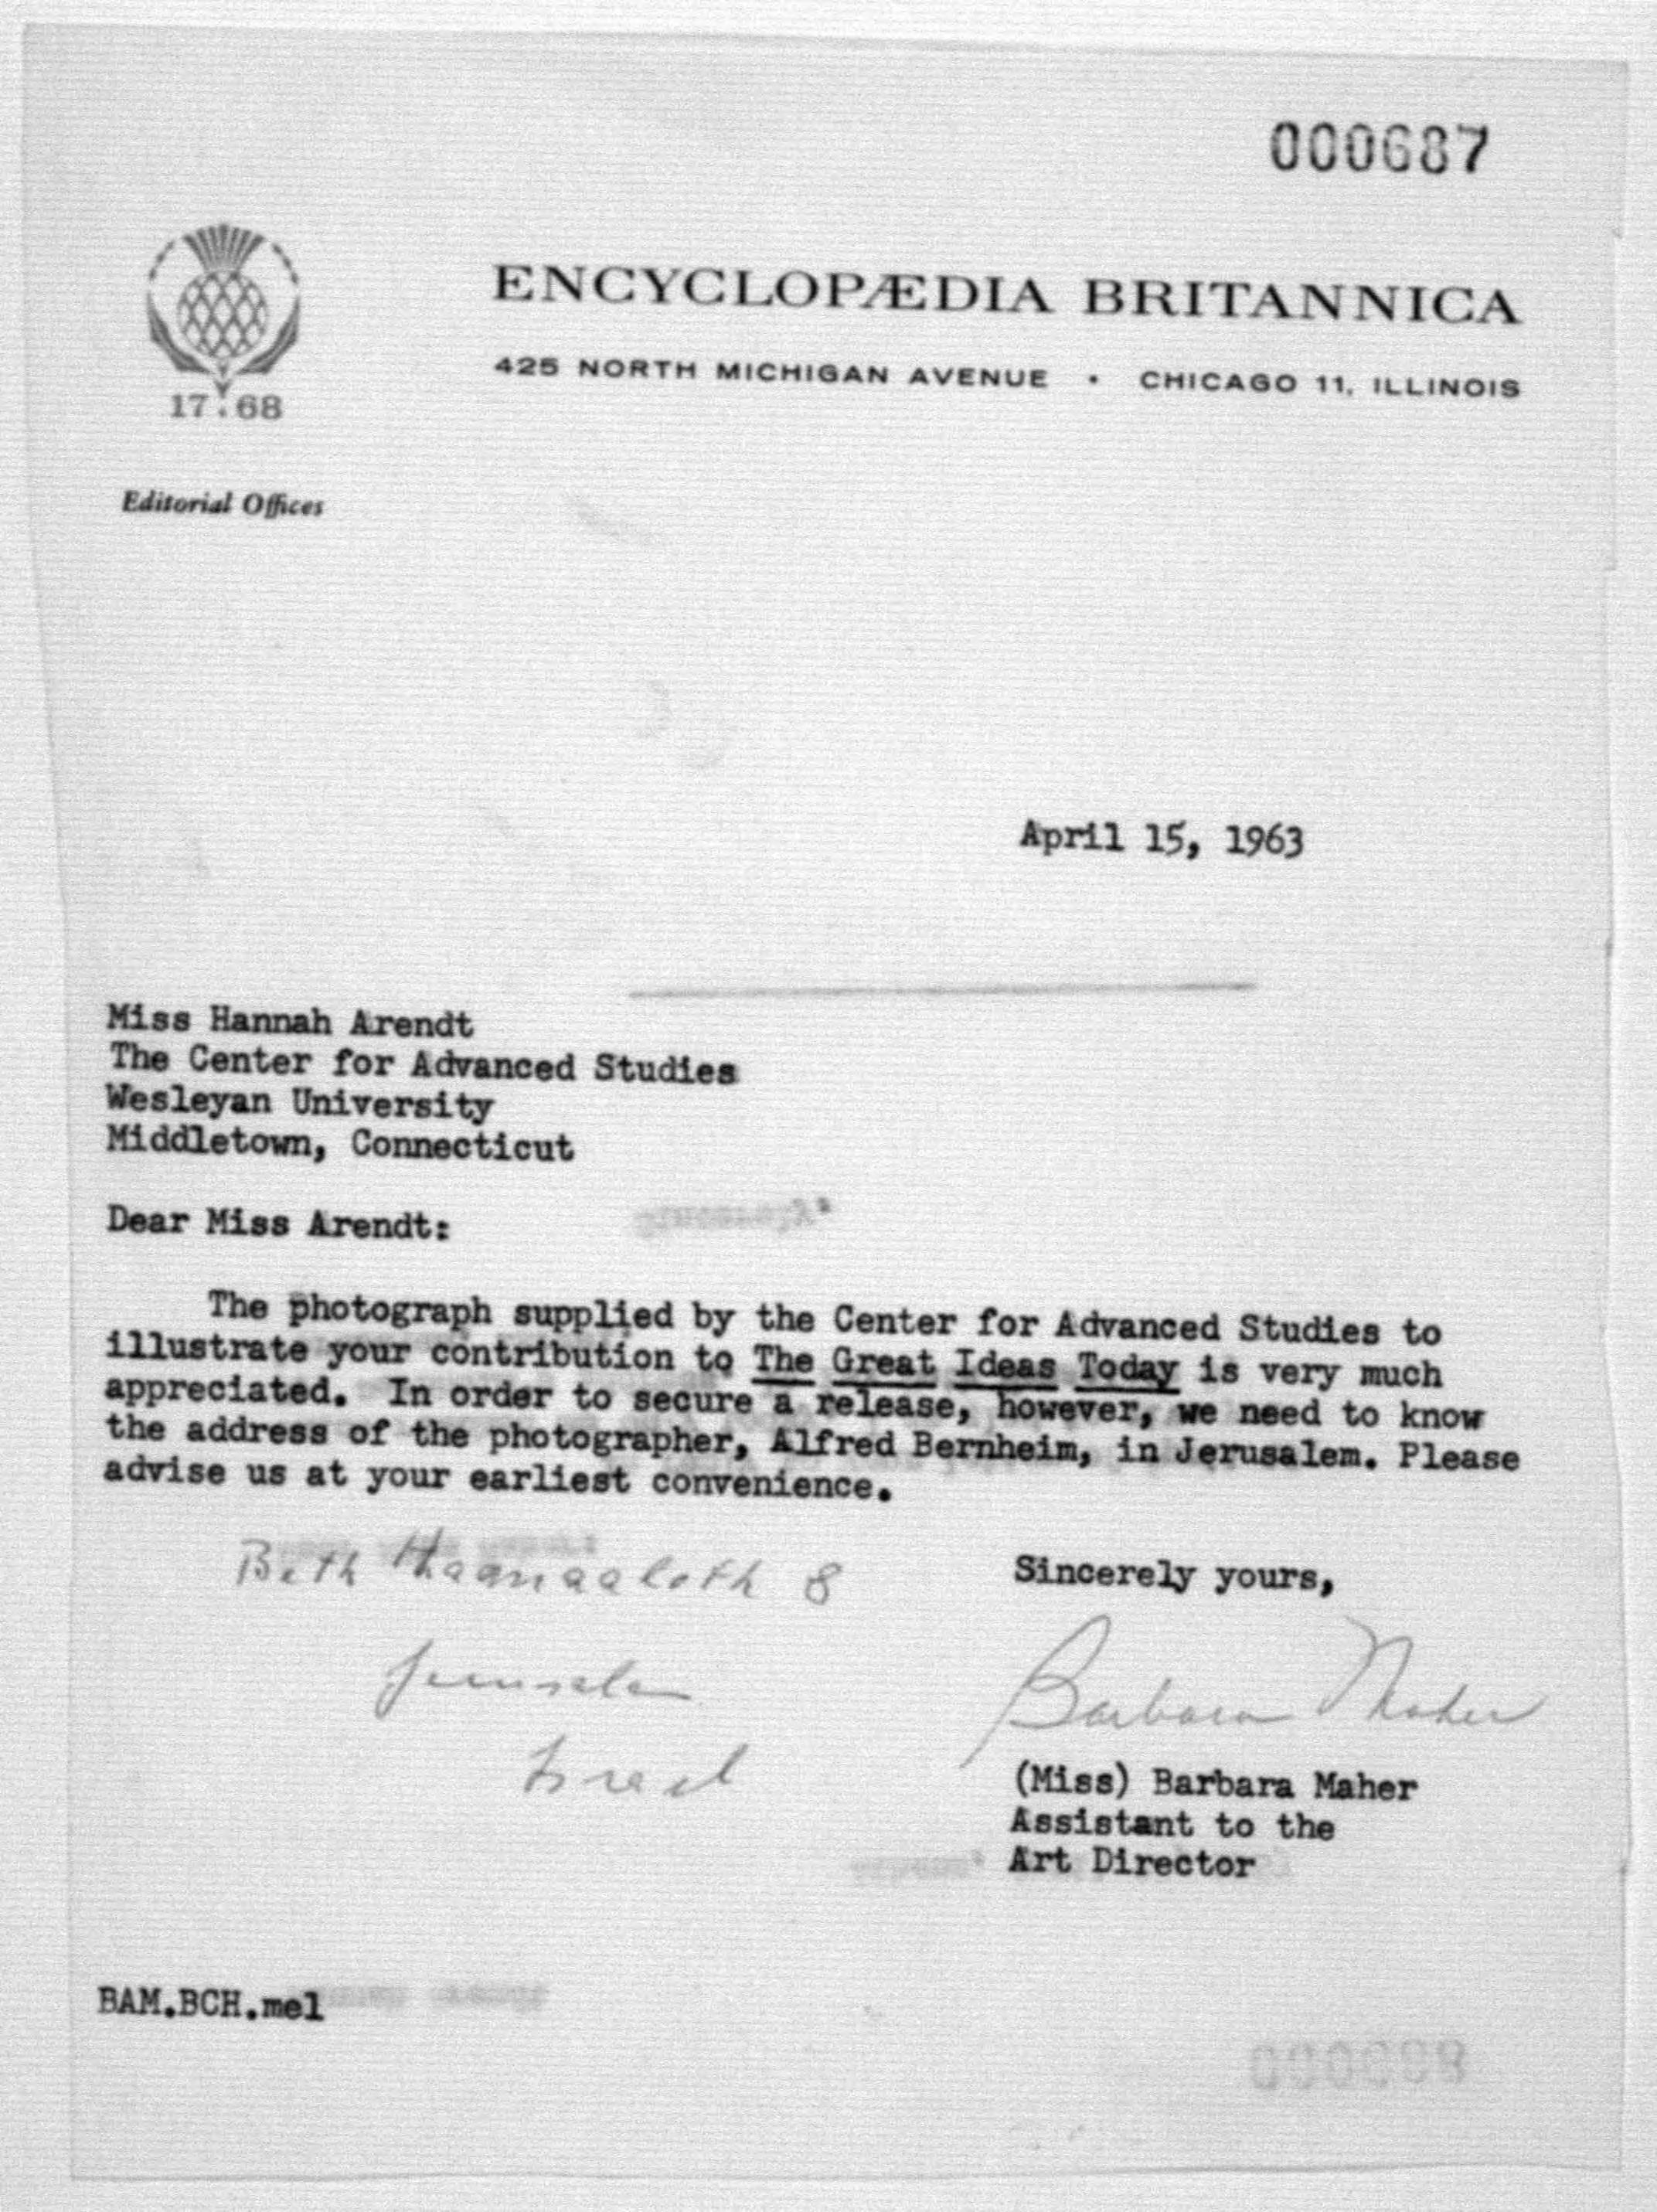 000687
ENCYCLOPÆDIA BRITANNICA
425 NORTH MICHIGAN AVENUE • CHICAGO 11, ILLINOIS
17:68
Editorial Offices
April 15, 1963
Miss Hannah Arendt
The Center for Advanced Studies
Wesleyan University
Middletown, Connecticut
Dear Miss Arendt:
The photograph supplied by the Center for Advanced Studies to
illustrate your contribution to The Great Ideas Today is very much
appreciated. In order to secure a release, however, we need to know
the address of the photographer, Alfred Bernheim, in Jerusalem. Please
advise us at your earliest convenience.
Beth Haamaaloth 8
Jerusalem
Israel
Sincerely yours,
Barbara Maher
(Miss) Barbara Maher
Assistant to the
Art Director
BAM.BCH.mel